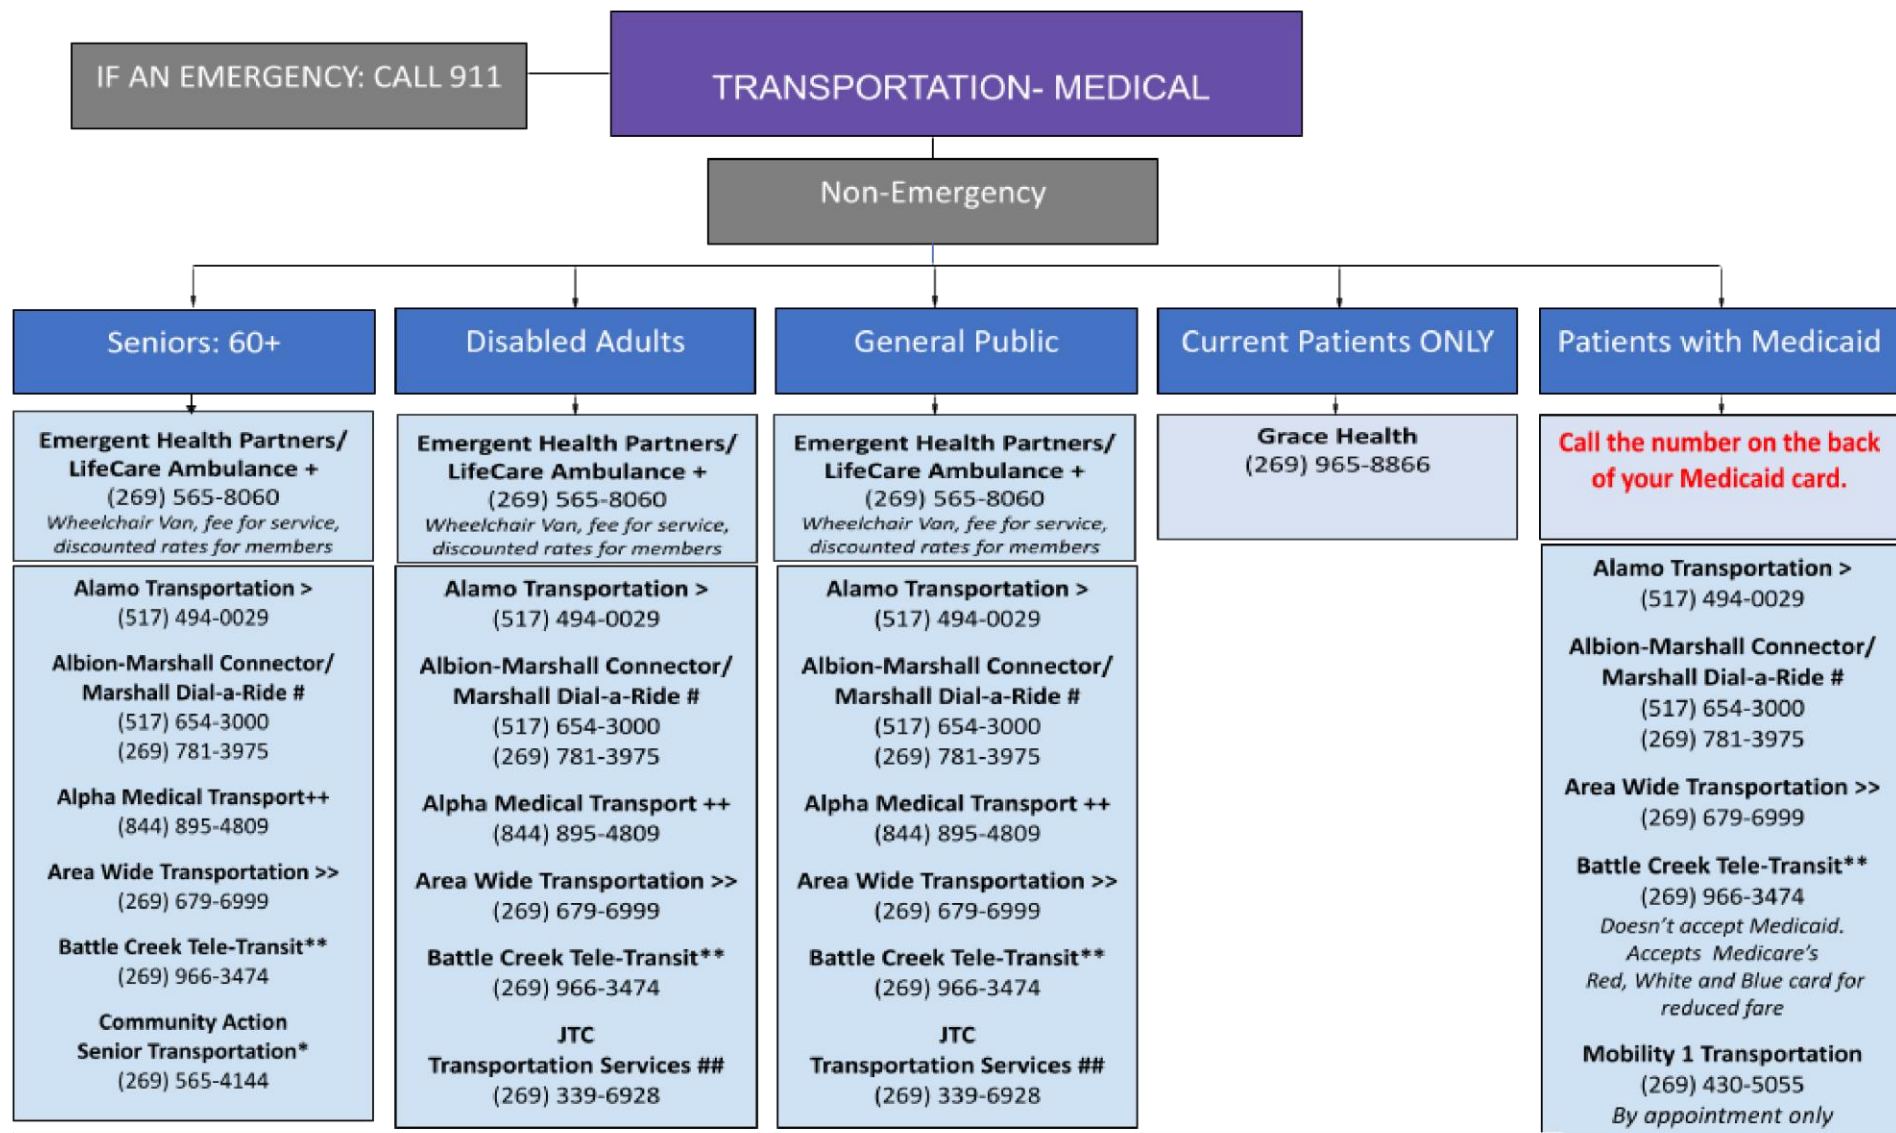 IF AN EMERGENCY: CALL 911
TRANSPORTATION- MEDICAL
Non-Emergency
Seniors: 60+
Emergent Health Partners/
LifeCare Ambulance +
(269) 565-8060
Wheelchair Van, fee for service,
discounted rates for members
Alamo Transportation >
(517) 494-0029
Albion-Marshall Connector/
Marshall Dial-a-Ride #
(517) 654-3000
(269) 781-3975
Alpha Medical Transport++
(844) 895-4809
Area Wide Transportation >>
(269) 679-6999
Battle Creek Tele-Transit**
(269) 966-3474
Community Action
Senior Transportation*
(269) 565-4144
Disabled Adults
Emergent Health Partners/
LifeCare Ambulance +
(269) 565-8060
Wheelchair Van, fee for service,
discounted rates for members
Alamo Transportation >
(517) 494-0029
Albion-Marshall Connector/
Marshall Dial-a-Ride #
(517) 654-3000
(269) 781-3975
Alpha Medical Transport ++
(844) 895-4809
Area Wide Transportation >>
(269) 679-6999
Battle Creek Tele-Transit**
(269) 966-3474
JTC
Transportation Services ##
(269) 339-6928
General Public
Emergent Health Partners/
LifeCare Ambulance +
(269) 565-8060
Wheelchair Van, fee for service,
discounted rates for members
Alamo Transportation >
(517) 494-0029
Albion-Marshall Connector/
Marshall Dial-a-Ride #
(517) 654-3000
(269) 781-3975
Alpha Medical Transport ++
(844) 895-4809
Area Wide Transportation >>
(269) 679-6999
Battle Creek Tele-Transit**
(269) 966-3474
JTC
Transportation Services ##
(269) 339-6928
Current Patients ONLY
Grace Health
(269) 965-8866
Patients with Medicaid
Call the number on the back
of your Medicaid card.
Alamo Transportation >
(517) 494-0029
Albion-Marshall Connector/
Marshall Dial-a-Ride #
(517) 654-3000
(269) 781-3975
Area Wide Transportation >>
(269) 679-6999
Battle Creek Tele-Transit**
(269) 966-3474
Doesn't accept Medicaid.
Accepts Medicare's
Red, White and Blue card for
reduced fare
Mobility 1 Transportation
(269) 430-5055
By appointment only